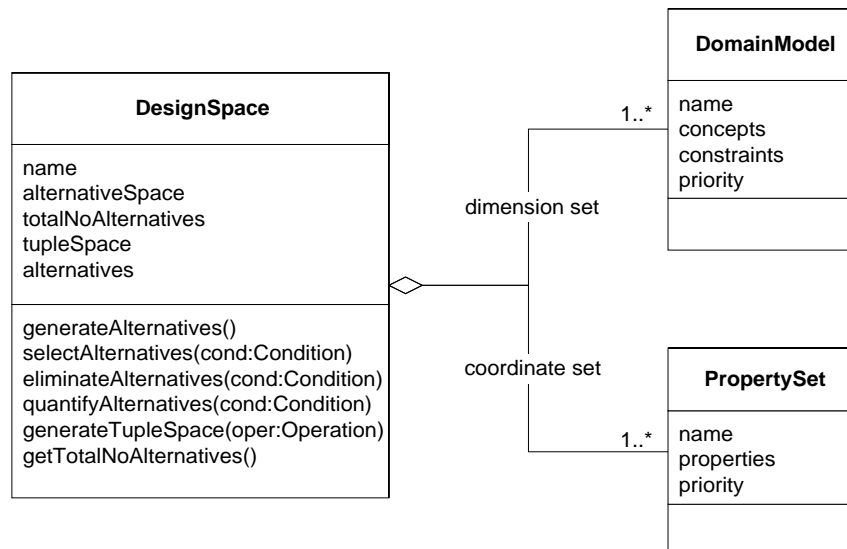 DesignSpace
name
alternativeSpace
totalNoAlternatives
tupleSpace
alternatives
generateAlternatives()
selectAlternatives(cond:Condition)
eliminateAlternatives(cond:Condition)
quantifyAlternatives(cond:Condition)
generateTupleSpace(oper:Operation)
getTotalNoAlternatives()
1..*
dimension set
coordinate set
1..*
DomainModel
name
concepts
constraints
priority
PropertySet
name
properties
priority